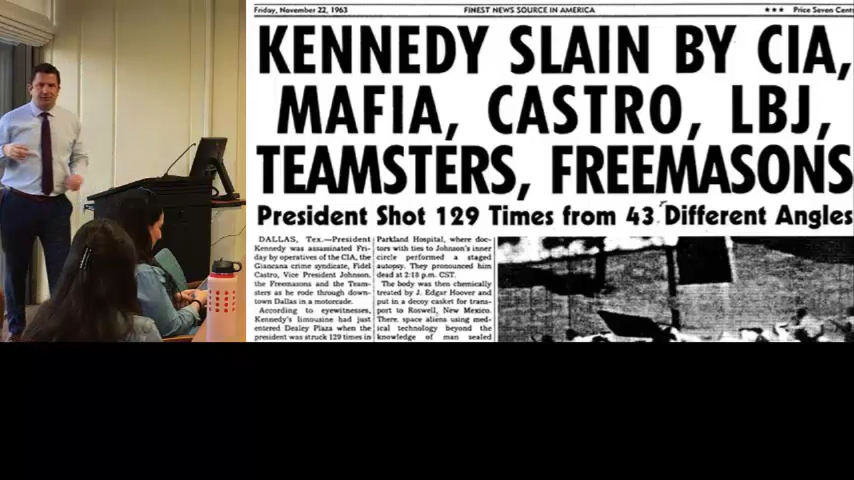 Friday, November 22, 1963 FINEST NEWS SOURCE IN AMERICA ★★★ Price Seven Cents
KENNEDY SLAIN BY CIA,
MAFIA, CASTRO, LBJ,
TEAMSTERS, FREEMASONS
President Shot 129 Times from 43 Different Angles
DALLAS, Tex.—President
Kennedy was assassinated Fri-
day by operatives of the CIA, the
Giancana crime syndicate, Fidel
Castro, Vice President Johnson,
the Freemasons and the Team-
sters as he rode through down-
town Dallas in a motorcade.
According to eyewitnesses,
Kennedy's limousine had just
entered Dealey Plaza when the
president was struck 129 times in
Parkland Hospital, where doc-
tors with ties to Johnson's inner
circle performed a staged
autopsy. They pronounced him
dead at 2:18 p.m. CST.
The body was then chemically
treated by J. Edgar Hoover and
put in a decoy casket for trans-
port to Roswell, New Mexico.
There, space aliens using med-
ical technology beyond the
knowledge of man sealed